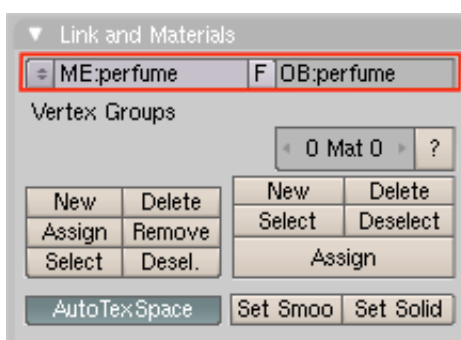 Link and Materials
ME:perfume F OB:perfume
Vertex Groups
0 Mat 0 ?
New Delete New Delete
Assign Remove Select Deselect
Select Desel. Assign
AutoTexSpace Set Smoo Set Solid